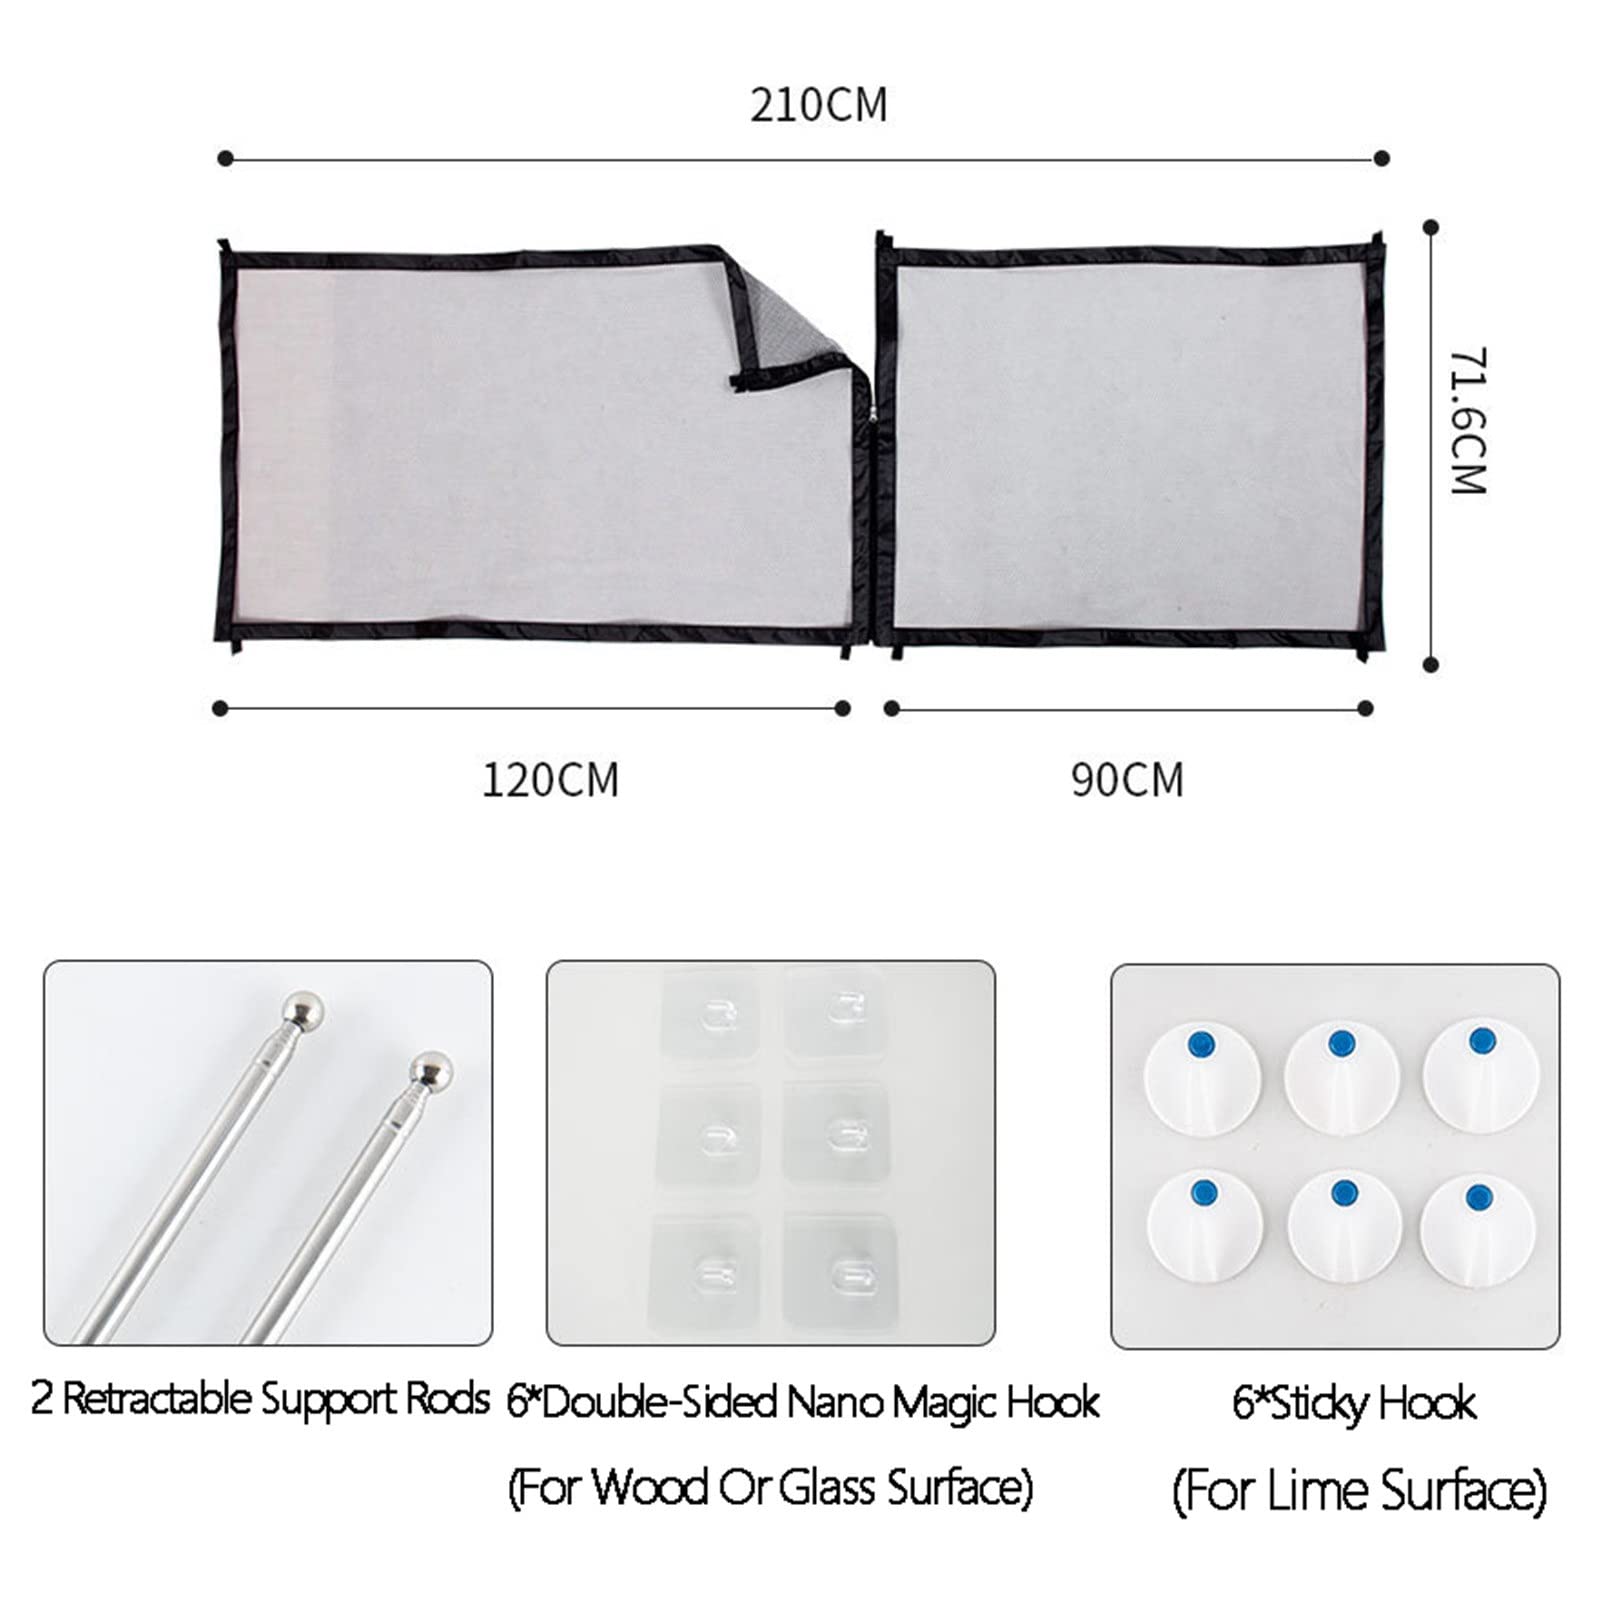 210CM
71.6CM
120CM
90CM
2 Retractable Support Rods
6*Double-Sided Nano Magic Hook
(For Wood Or Glass Surface)
6*Sticky Hook
(For Lime Surface)